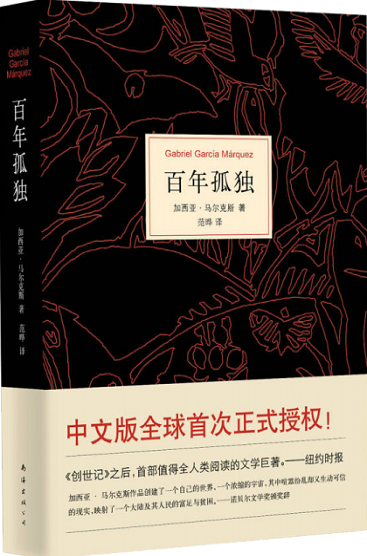 Gabriel
García
Márquez
百年孤独
加西亚·马尔克斯 著
范晔 译
南海出版公司
Gabriel García Márquez
百年孤独
加西亚·马尔克斯 著
范晔 译
中文版全球首次正式授权!
《创世记》之后,首部值得全人类阅读的文学巨著。——纽约时报
加西亚·马尔克斯作品创建了一个自己的世界,一个浓缩的宇宙,其中喧嚣纷乱却又生动可信
的现实,映射了一个大陆及其人民的富足与贫困。——诺贝尔文学奖颁奖辞